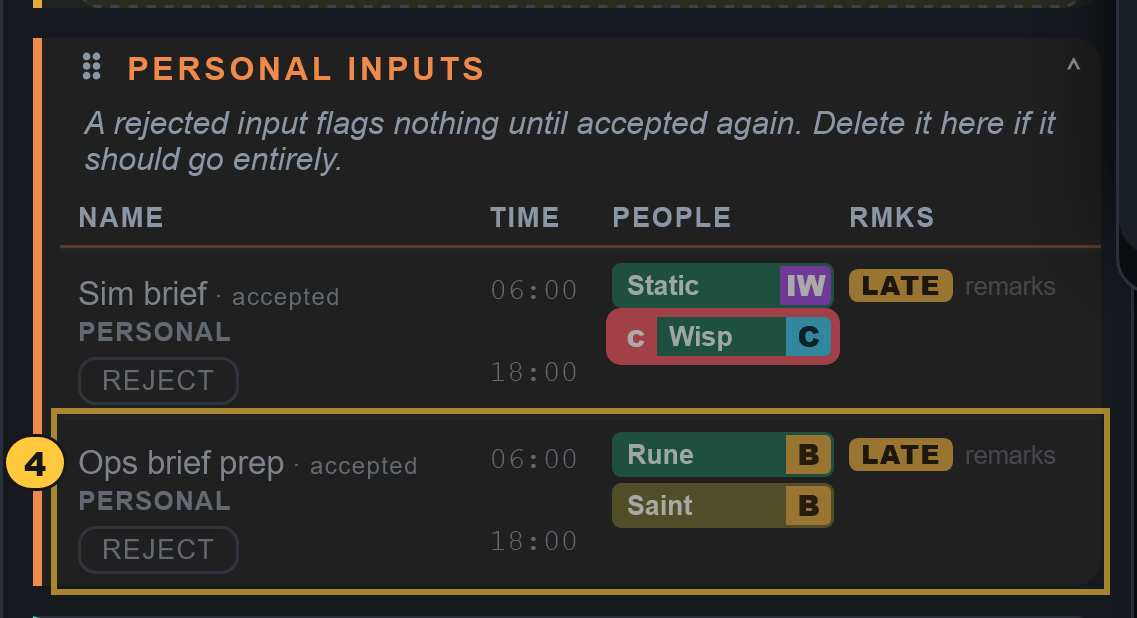 PERSONAL INPUTS ^
A rejected input flags nothing until accepted again. Delete it here if it
should go entirely.
NAME TIME PEOPLE RMKS
Sim brief · accepted 06:00 Static IW LATE remarks
PERSONAL C Wisp C
REJECT 18:00
4 Ops brief prep · accepted 06:00 Rune B LATE remarks
PERSONAL Saint B
REJECT 18:00